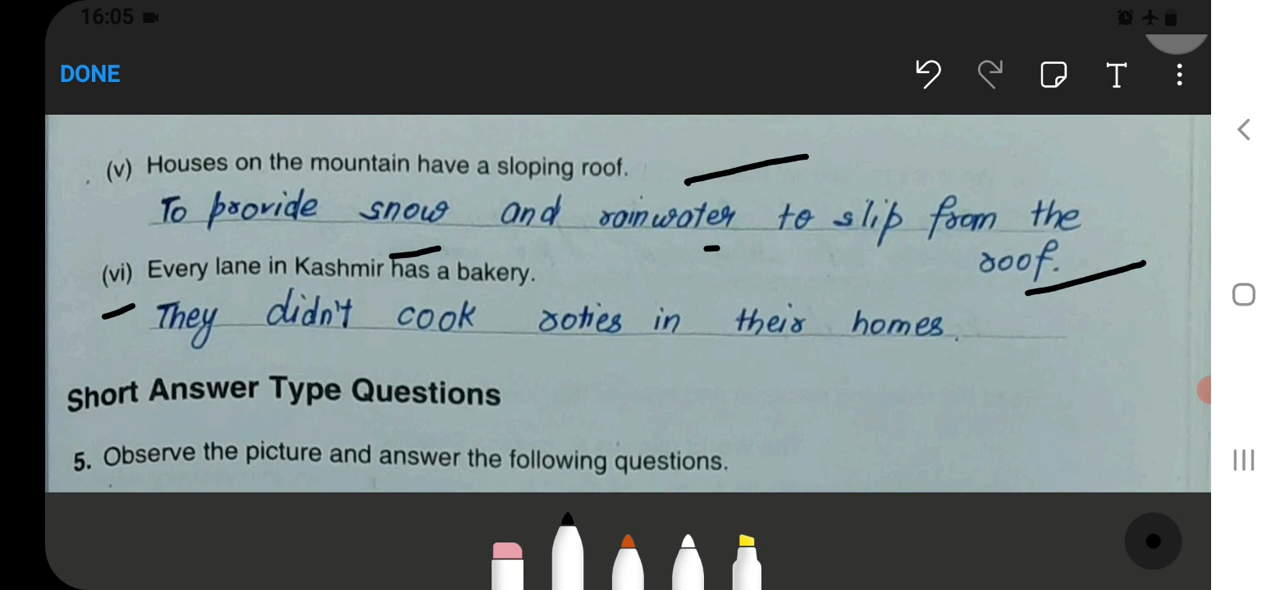 16:05
DONE
T
(v) Houses on the mountain have a sloping roof.
To provide snow and rainwater to slip from the
roof.
(vi) Every lane in Kashmir has a bakery.
They didn't cook roties in their homes.
Short Answer Type Questions
5. Observe the picture and answer the following questions.